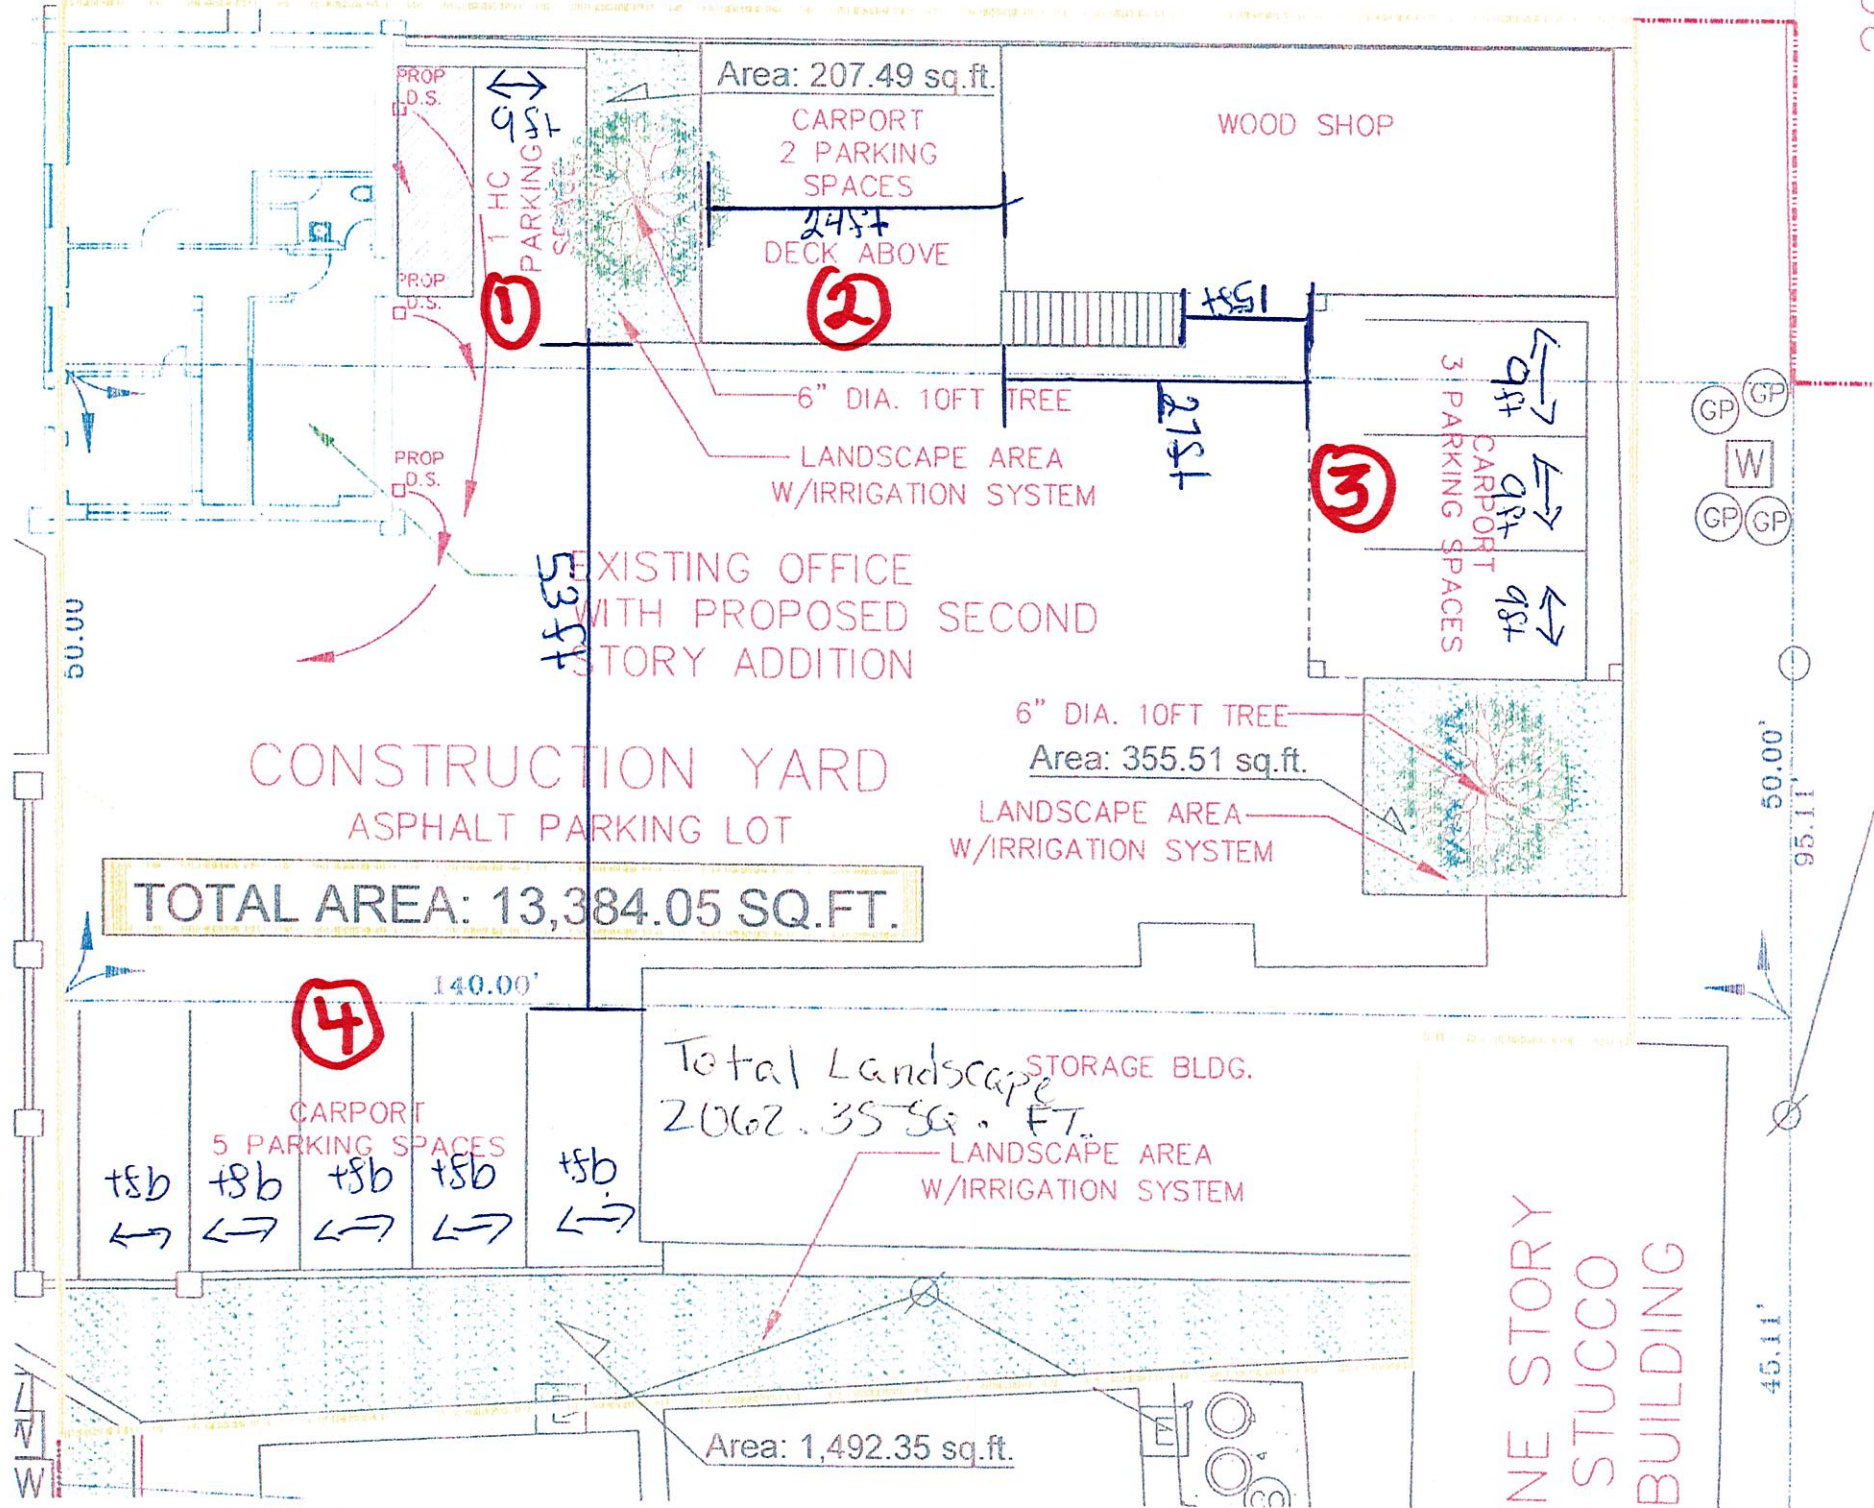 PROP
D.S.
9ft
1 HC
PARKING
SPACE
Area: 207.49 sq.ft.
CARPORT
2 PARKING
SPACES
24ft
DECK ABOVE
WOOD SHOP
PROP
D.S.
1
2
15ft
6" DIA. 10FT TREE
27ft
LANDSCAPE AREA
W/IRRIGATION SYSTEM
PROP
D.S.
3
CARPORT
3 PARKING SPACES
9ft
9ft
9ft
GP
GP
W
GP
GP
53ft
EXISTING OFFICE
WITH PROPOSED SECOND
STORY ADDITION
50.00
6" DIA. 10FT TREE
Area: 355.51 sq.ft.
LANDSCAPE AREA
W/IRRIGATION SYSTEM
50.00'
95.11'
CONSTRUCTION YARD
ASPHALT PARKING LOT
TOTAL AREA: 13,384.05 SQ.FT.
140.00'
4
CARPORT
5 PARKING SPACES
9ft
9ft
9ft
9ft
9ft
Total Landscape
2062.35 SQ. FT.
STORAGE BLDG.
LANDSCAPE AREA
W/IRRIGATION SYSTEM
NE STORY
STUCCO
BUILDING
45.11'
Area: 1,492.35 sq.ft.
W
CO